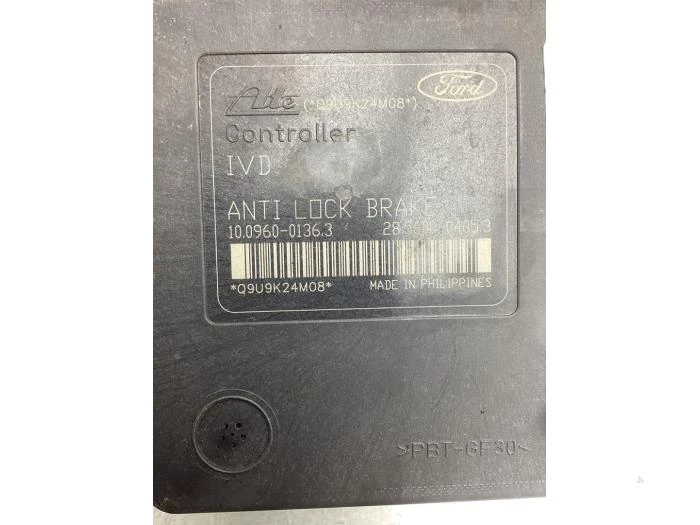 Ate (*Q9U9K24M08*) Ford
Controller
IVD
ANTI LOCK BRAKE
10.0960-0136.3
*Q9U9K24M08* MADE IN PHILIPPINES
>PBT-GF30<